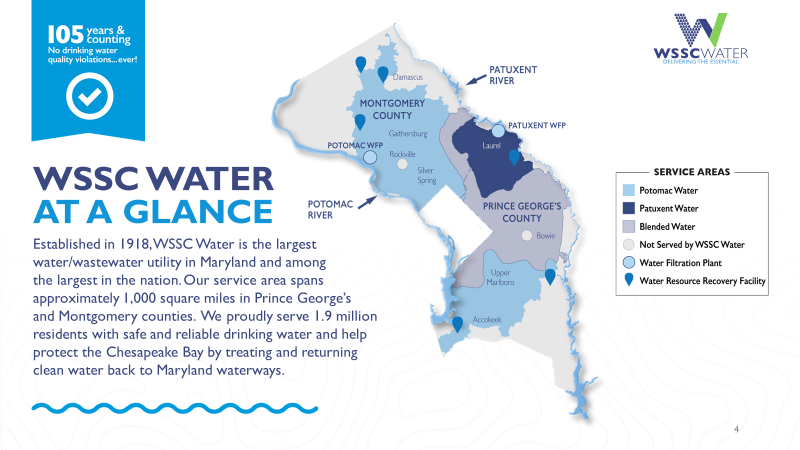 105 years & counting
No drinking water
quality violations...ever!
WSSCWATER
DELIVERING THE ESSENTIAL
WSSC WATER
AT A GLANCE
Established in 1918, WSSC Water is the largest
water/wastewater utility in Maryland and among
the largest in the nation. Our service area spans
approximately 1,000 square miles in Prince George's
and Montgomery counties. We proudly serve 1.9 million
residents with safe and reliable drinking water and help
protect the Chesapeake Bay by treating and returning
clean water back to Maryland waterways.
PATUXENT
RIVER
Damascus
MONTGOMERY
COUNTY
PATUXENT WFP
Gaithersburg
POTOMAC WFP
Laurel
Rockville
Silver
Spring
POTOMAC
RIVER
PRINCE GEORGE'S
COUNTY
Bowie
Upper
Marlboro
Accokeek
SERVICE AREAS
Potomac Water
Patuxent Water
Blended Water
Not Served by WSSC Water
Water Filtration Plant
Water Resource Recovery Facility
4